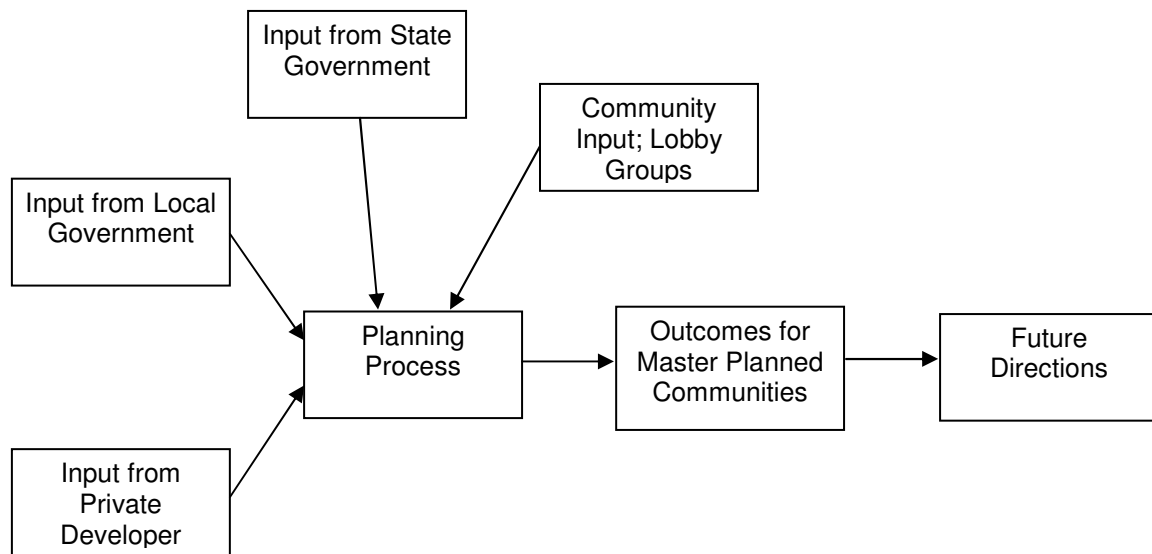 Input from State
Government
Community
Input; Lobby
Groups
Input from Local
Government
Planning
Process
Outcomes for
Master Planned
Communities
Future
Directions
Input from
Private
Developer